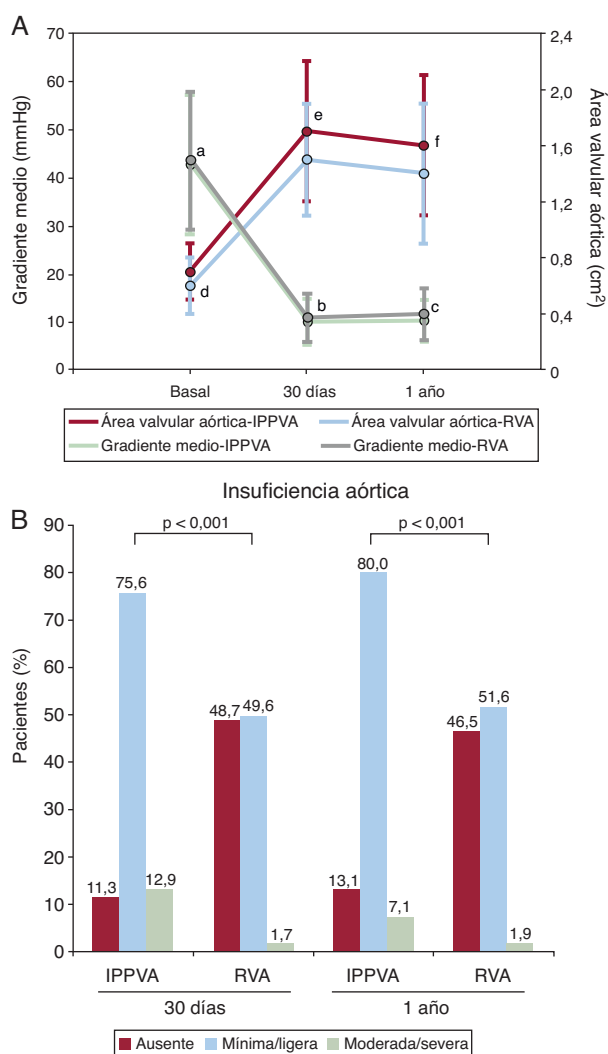 A
Gradiente medio (mmHg)
70
60
50
40
30
20
10
0
2,4
2,0
1,6
1,2
0,8
0,4
0
Área valvular aórtica (cm²)
a
b
c
d
e
f
Basal 30 días 1 año
Área valvular aórtica-IPPVA Área valvular aórtica-RVA
Gradiente medio-IPPVA Gradiente medio-RVA
Insuficiencia aórtica
B
Pacientes (%)
90
80
70
60
50
40
30
20
10
0
p < 0,001 p < 0,001
11,3 75,6 12,9 48,7 49,6 1,7 13,1 80,0 7,1 46,5 51,6 1,9
IPPVA RVA IPPVA RVA
30 días 1 año
Ausente Mínima/ligera Moderada/severa